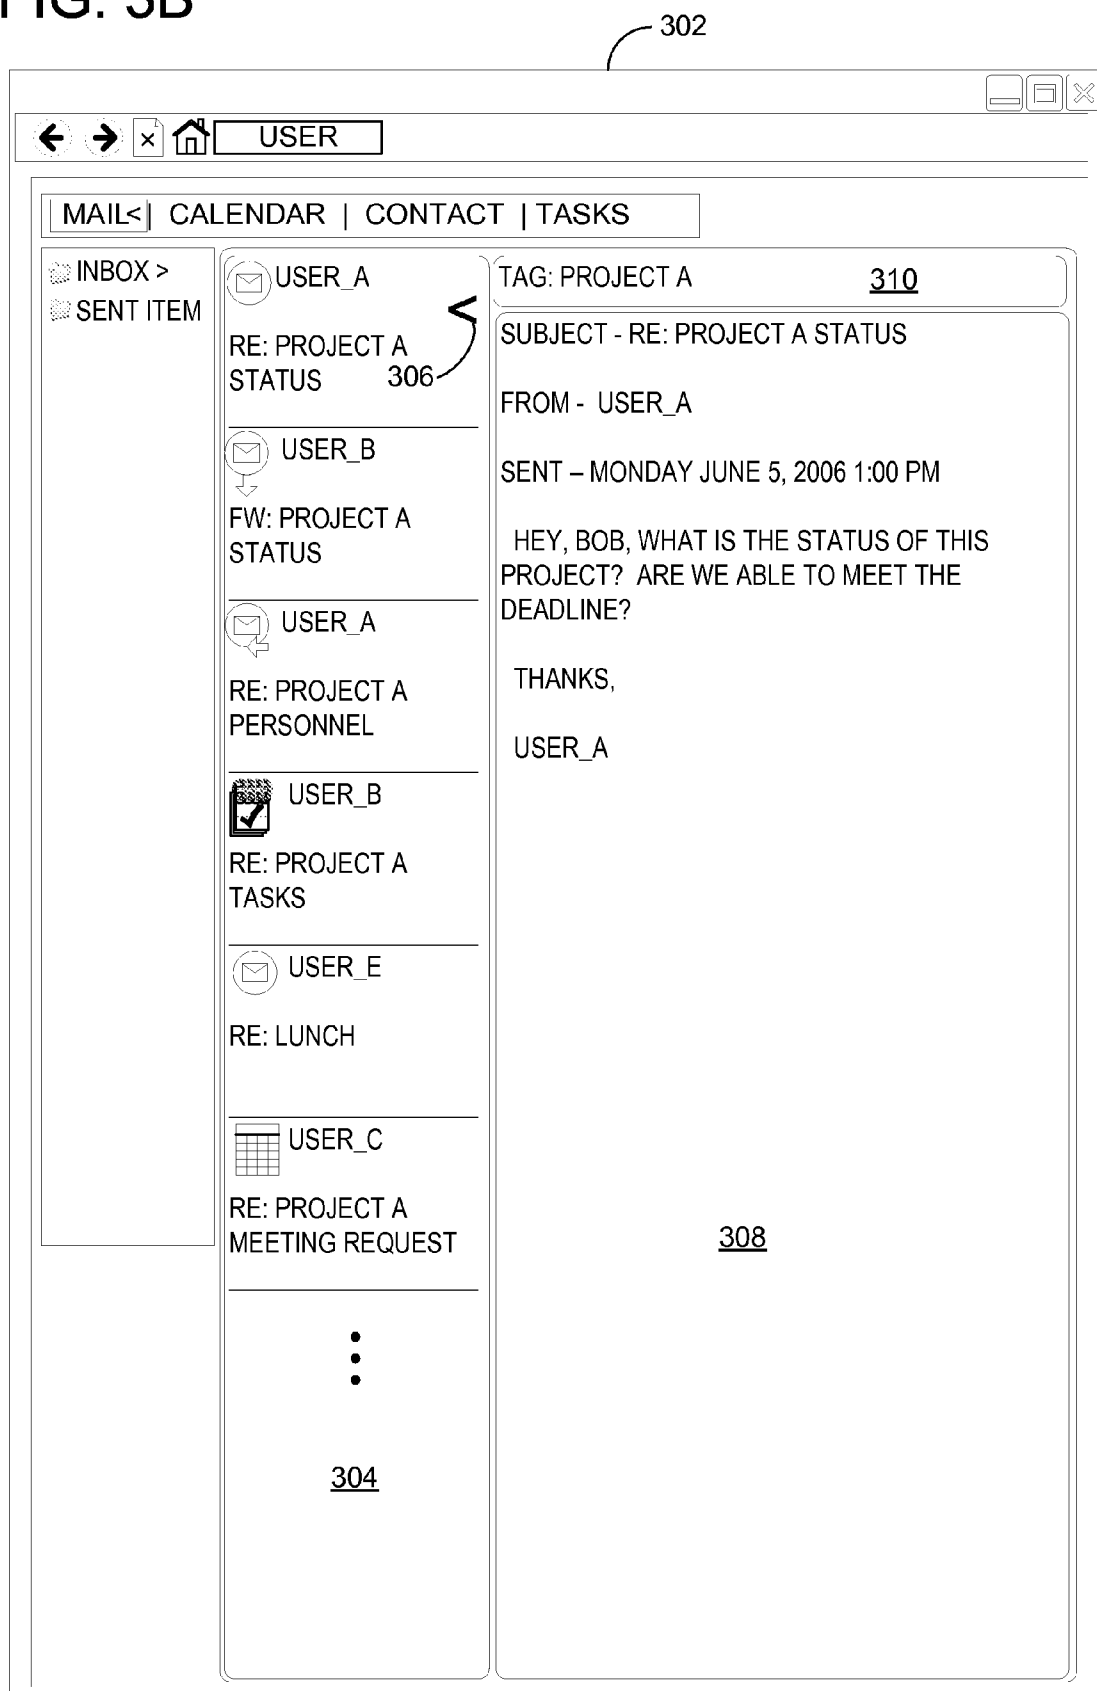 FIG. 3B
302
USER
MAIL< | CALENDAR | CONTACT | TASKS
INBOX >
SENT ITEM
USER_A
RE: PROJECT A
STATUS
306
<
USER_B
FW: PROJECT A
STATUS
USER_A
RE: PROJECT A
PERSONNEL
USER_B
RE: PROJECT A
TASKS
USER_E
RE: LUNCH
USER_C
RE: PROJECT A
MEETING REQUEST
304
TAG: PROJECT A
310
SUBJECT - RE: PROJECT A STATUS
FROM - USER_A
SENT – MONDAY JUNE 5, 2006 1:00 PM
HEY, BOB, WHAT IS THE STATUS OF THIS
PROJECT? ARE WE ABLE TO MEET THE
DEADLINE?
THANKS,
USER_A
308